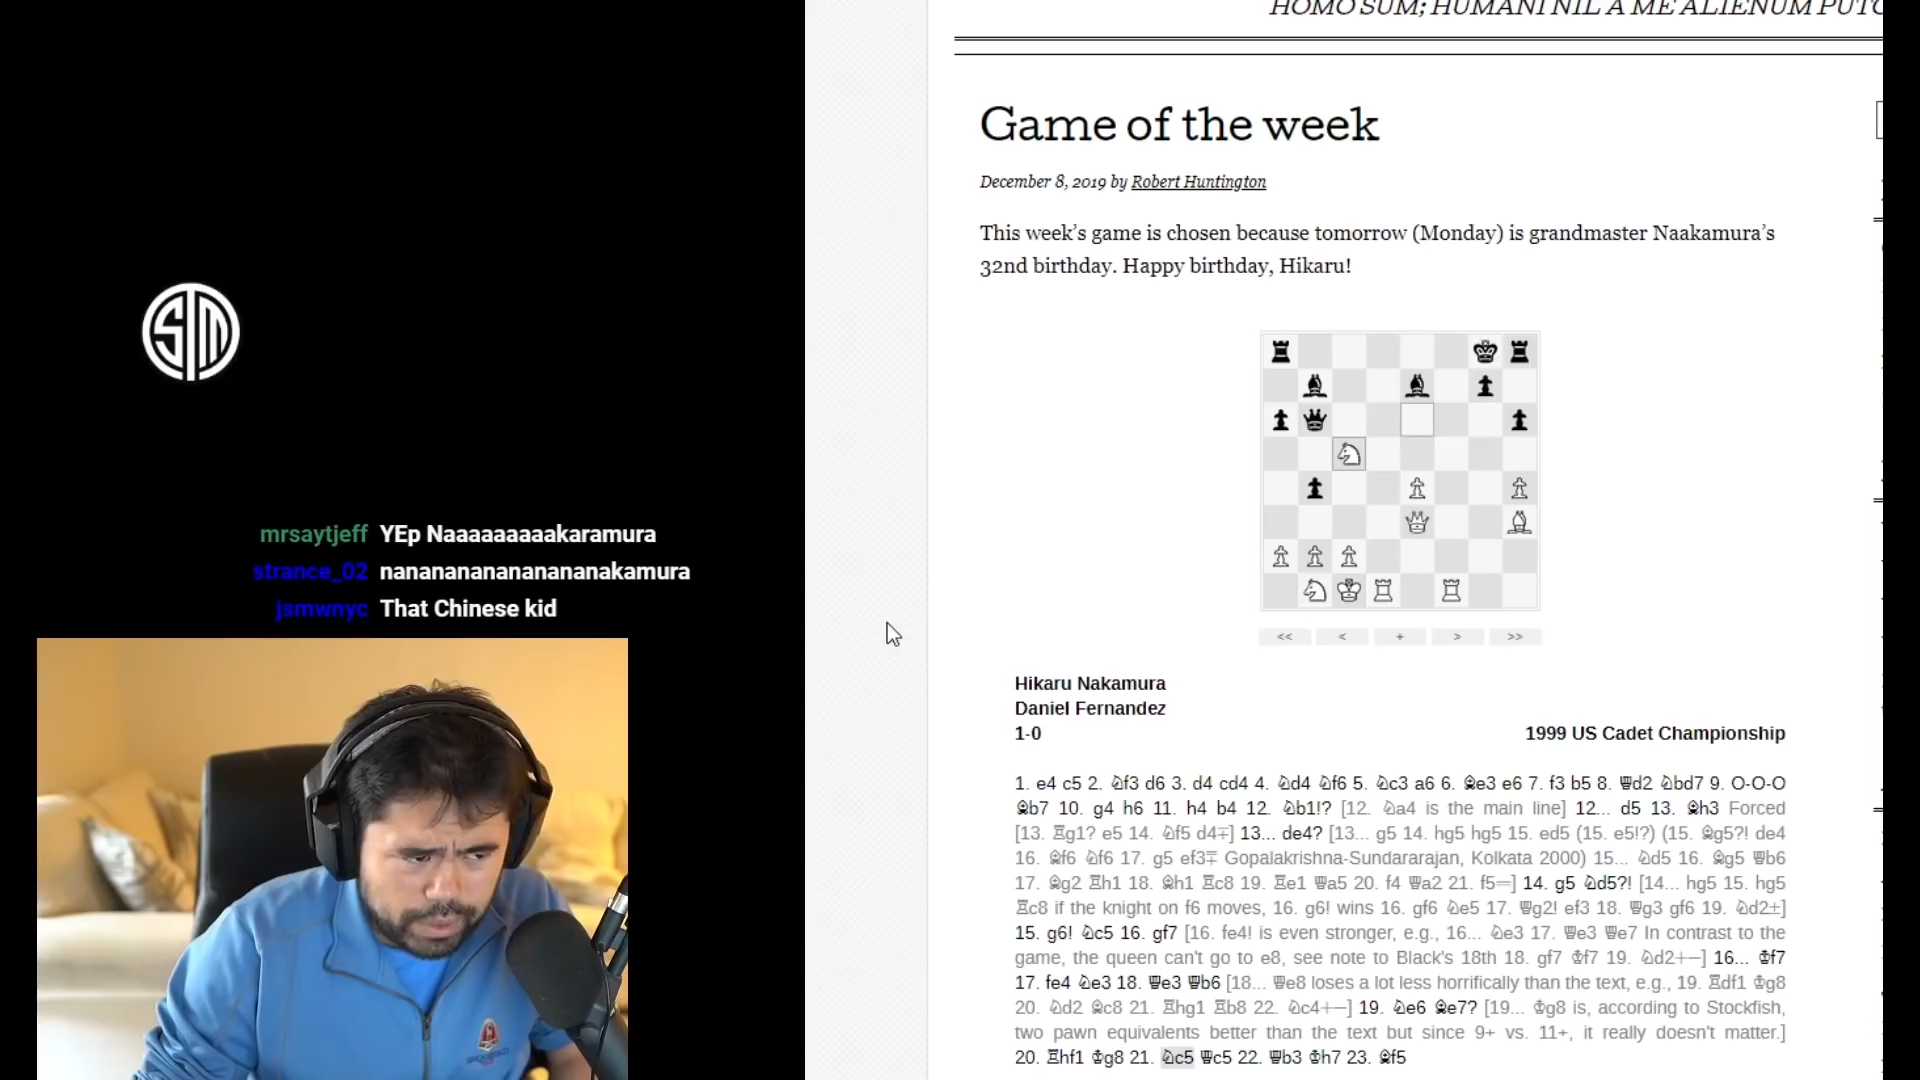 HOMO SUM; HUMANI NIL A ME ALIENUM PUTO
Game of the week
December 8, 2019 by Robert Huntington
This week’s game is chosen because tomorrow (Monday) is grandmaster Naakamura’s
32nd birthday. Happy birthday, Hikaru!
<< < + > >>
Hikaru Nakamura
Daniel Fernandez
1-0 1999 US Cadet Championship
1. e4 c5 2. ♘f3 d6 3. d4 cd4 4. ♘d4 ♘f6 5. ♘c3 a6 6. ♗e3 e6 7. f3 b5 8. ♕d2 ♘bd7 9. O-O-O
♗b7 10. g4 h6 11. h4 b4 12. ♘b1!? [12. ♘a4 is the main line] 12... d5 13. ♗h3 Forced
[13. ♖g1? e5 14. ♘f5 d4∓] 13... de4? [13... g5 14. hg5 hg5 15. ed5 (15. e5!?) (15. ♗g5?! de4
16. ♗f6 ♘f6 17. g5 ef3∓ Gopalakrishna-Sundararajan, Kolkata 2000) 15... ♘d5 16. ♗g5 ♕b6
17. ♗g2 ♖h1 18. ♗h1 ♖c8 19. ♖e1 ♕a5 20. f4 ♕a2 21. f5=] 14. g5 ♘d5?! [14... hg5 15. hg5
♖c8 if the knight on f6 moves, 16. g6! wins 16. gf6 ♘e5 17. ♕g2! ef3 18. ♕g3 gf6 19. ♘d2±]
15. g6! ♘c5 16. gf7 [16. fe4! is even stronger, e.g., 16... ♘e3 17. ♕e3 ♕e7 In contrast to the
game, the queen can't go to e8, see note to Black's 18th 18. gf7 ♔f7 19. ♘d2+–] 16... ♔f7
17. fe4 ♘e3 18. ♕e3 ♕b6 [18... ♕e8 loses a lot less horrifically than the text, e.g., 19. ♖df1 ♔g8
20. ♘d2 ♗c8 21. ♖hg1 ♖b8 22. ♘c4+–] 19. ♘e6 ♗e7? [19... ♔g8 is, according to Stockfish,
two pawn equivalents better than the text but since 9+ vs. 11+, it really doesn't matter.]
20. ♖hf1 ♔g8 21. ♘c5 ♕c5 22. ♕b3 ♔h7 23. ♗f5
TSM
mrsaytjeff YEp Naaaaaaaaakaramura
strance_02 nanananananananakamura
jsmwnyc That Chinese kid